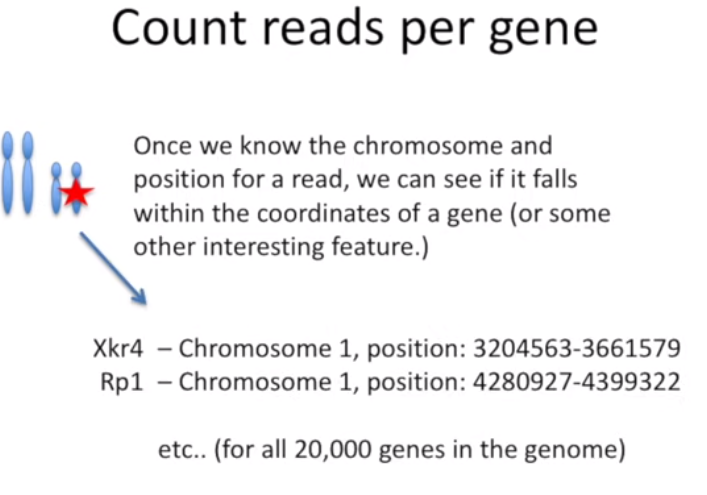 Count reads per gene
Once we know the chromosome and
position for a read, we can see if it falls
within the coordinates of a gene (or some
other interesting feature.)
Xkr4 – Chromosome 1, position: 3204563-3661579
Rp1 – Chromosome 1, position: 4280927-4399322
etc.. (for all 20,000 genes in the genome)